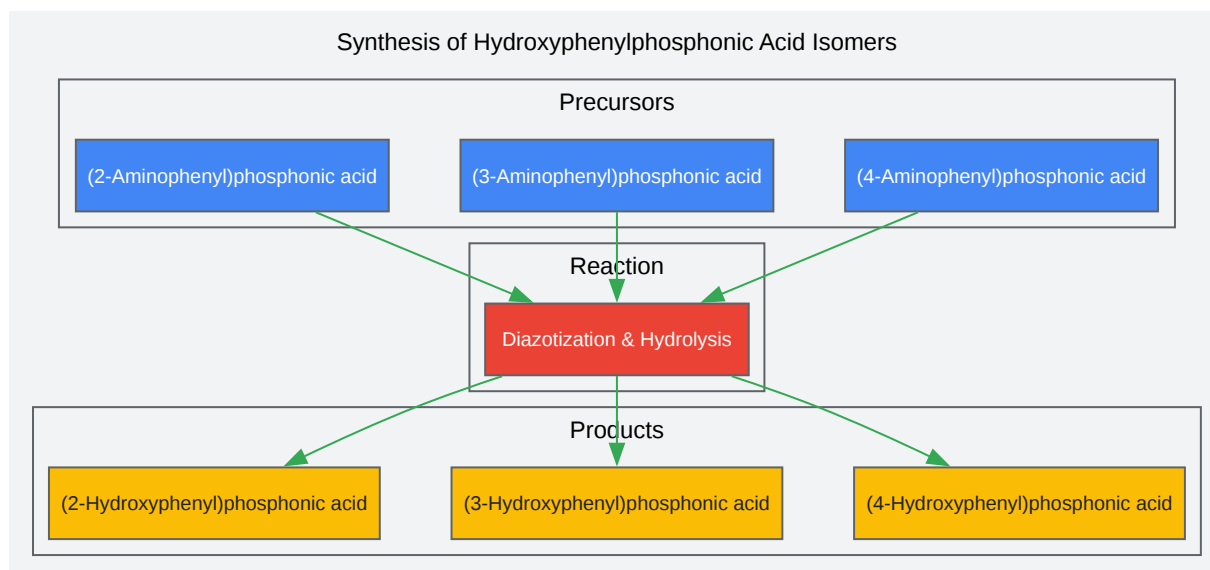 Synthesis of Hydroxyphenylphosphonic Acid Isomers
Precursors
(2-Aminophenyl)phosphonic acid
(3-Aminophenyl)phosphonic acid
(4-Aminophenyl)phosphonic acid
Reaction
Diazotization & Hydrolysis
Products
(2-Hydroxyphenyl)phosphonic acid
(3-Hydroxyphenyl)phosphonic acid
(4-Hydroxyphenyl)phosphonic acid